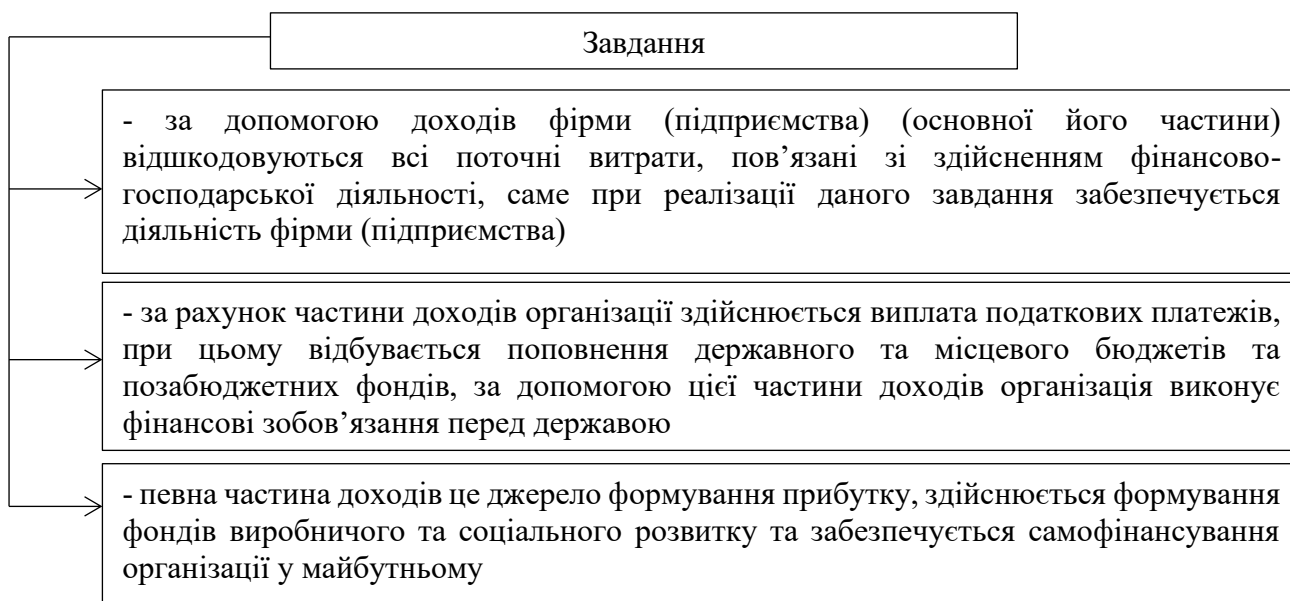 Завдання
- за допомогою доходів фірми (підприємства) (основної його частини)
відшкодовуються всі поточні витрати, пов’язані зі здійсненням фінансово-
господарської діяльності, саме при реалізації даного завдання забезпечується
діяльність фірми (підприємства)
- за рахунок частини доходів організації здійснюється виплата податкових платежів,
при цьому відбувається поповнення державного та місцевого бюджетів та
позабюджетних фондів, за допомогою цієї частини доходів організація виконує
фінансові зобов’язання перед державою
- певна частина доходів це джерело формування прибутку, здійснюється формування
фондів виробничого та соціального розвитку та забезпечується самофінансування
організації у майбутньому